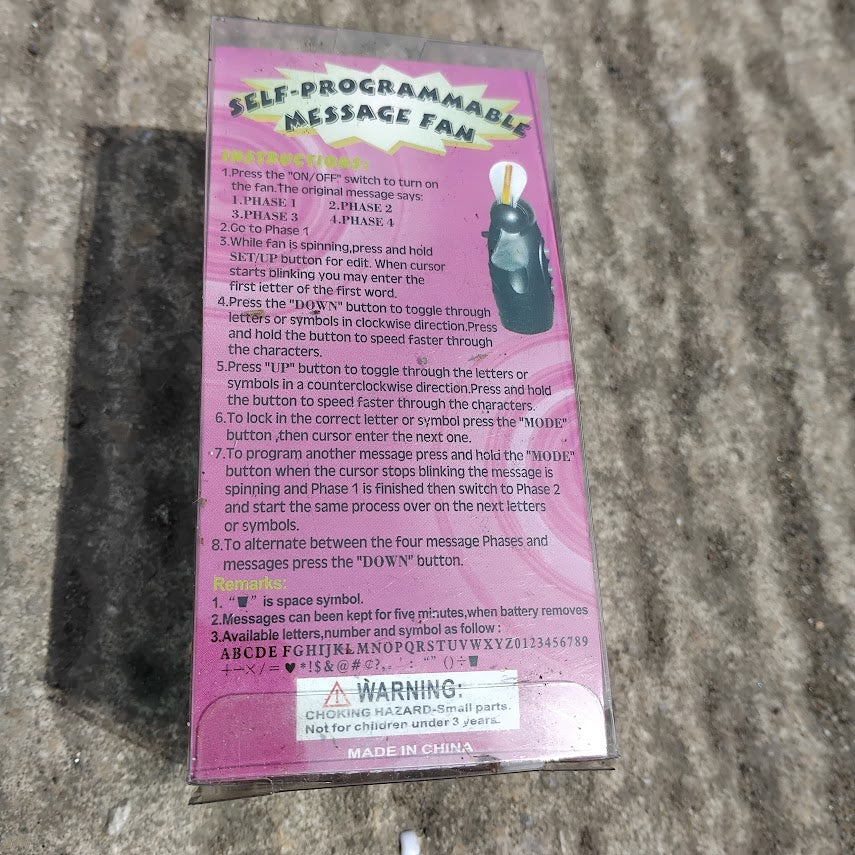 SELF-PROGRAMMABLE
MESSAGE FAN
INSTRUCTIONS:
1.Press the "ON/OFF" switch to turn on
the fan.The original message says:
1.PHASE 1 2.PHASE 2
3.PHASE 3 4.PHASE 4
2.Go to Phase 1
3.While fan is spinning,press and hold
SET/UP button for edit. When cursor
starts blinking you may enter the
first letter of the first word.
4.Press the "DOWN" button to toggle through
letters or symbols in clockwise direction.Press
and hold the button to speed faster through
the characters.
5.Press "UP" button to toggle through the letters or
symbols in a counterclockwise direction.Press and hold
the button to speed faster through the characters.
6.To lock in the correct letter or symbol press the "MODE"
button ,then cursor enter the next one.
7.To program another message press and hold the "MODE"
button when the cursor stops blinking the message is
spinning and Phase 1 is finished then switch to Phase 2
and start the same process over on the next letters
or symbols.
8.To alternate between the four message Phases and
messages press the "DOWN" button.
Remarks:
1. " " is space symbol.
2.Messages can been kept for five minutes,when battery removes
3.Available letters,number and symbol as follow :
ABCDE FGHIJKLMNOPQRSTUVWXYZ0123456789
+−×/=♥*!$&@#¢?,. ' : “” ()÷
WARNING:
CHOKING HAZARD-Small parts.
Not for children under 3 years.
MADE IN CHINA